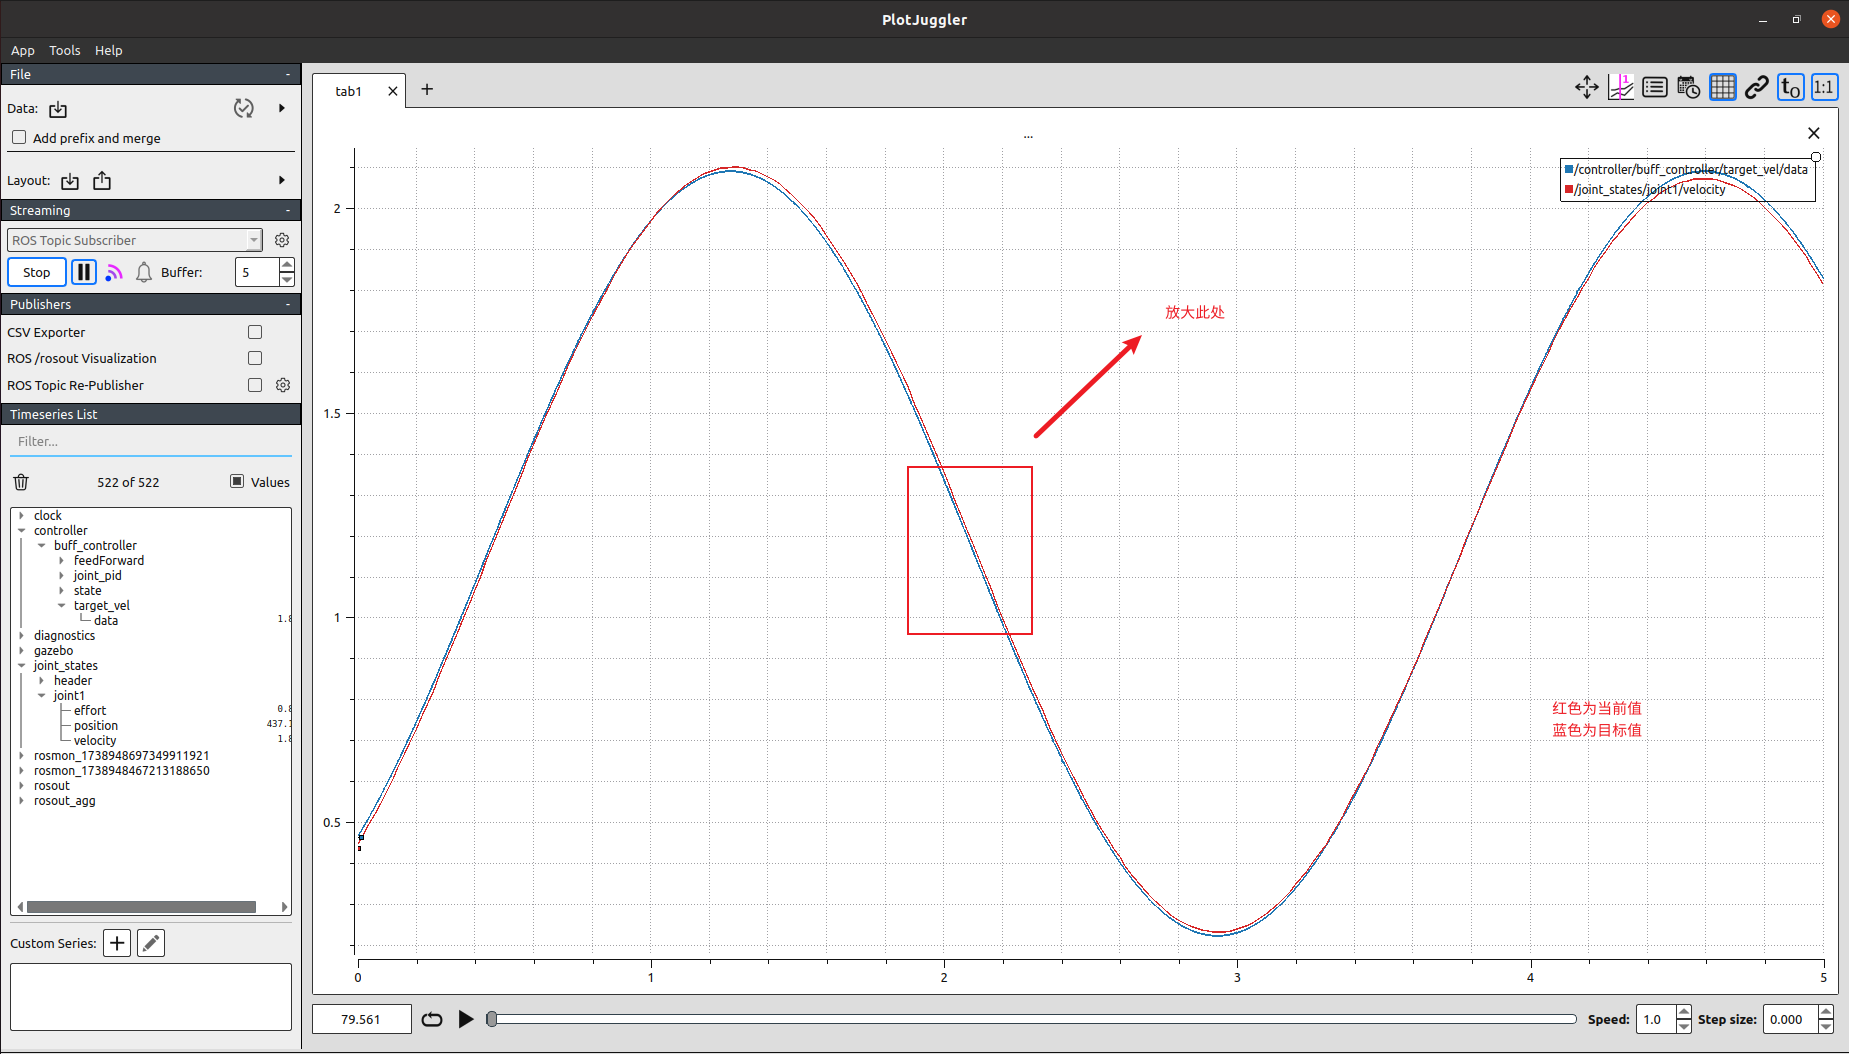 PlotJuggler
App Tools Help
File -
Data:
Add prefix and merge
Layout:
Streaming -
ROS Topic Subscriber
Stop Buffer: 5
Publishers -
CSV Exporter
ROS /rosout Visualization
ROS Topic Re-Publisher
Timeseries List
Filter...
522 of 522 Values
clock
controller
buff_controller
feedForward
joint_pid
state
target_vel
data 1.8
diagnostics
gazebo
joint_states
header
joint1
effort 0.8
position 437.1
velocity 1.8
rosmon_1738948697349911921
rosmon_1738948467213188650
rosout
rosout_agg
Custom Series:
tab1
1
t0 1:1
...
/controller/buff_controller/target_vel/data
/joint_states/joint1/velocity
2
1.5
1
0.5
放大此处
红色为当前值
蓝色为目标值
0 1 2 3 4 5
79.561 Speed: 1.0 Step size: 0.000